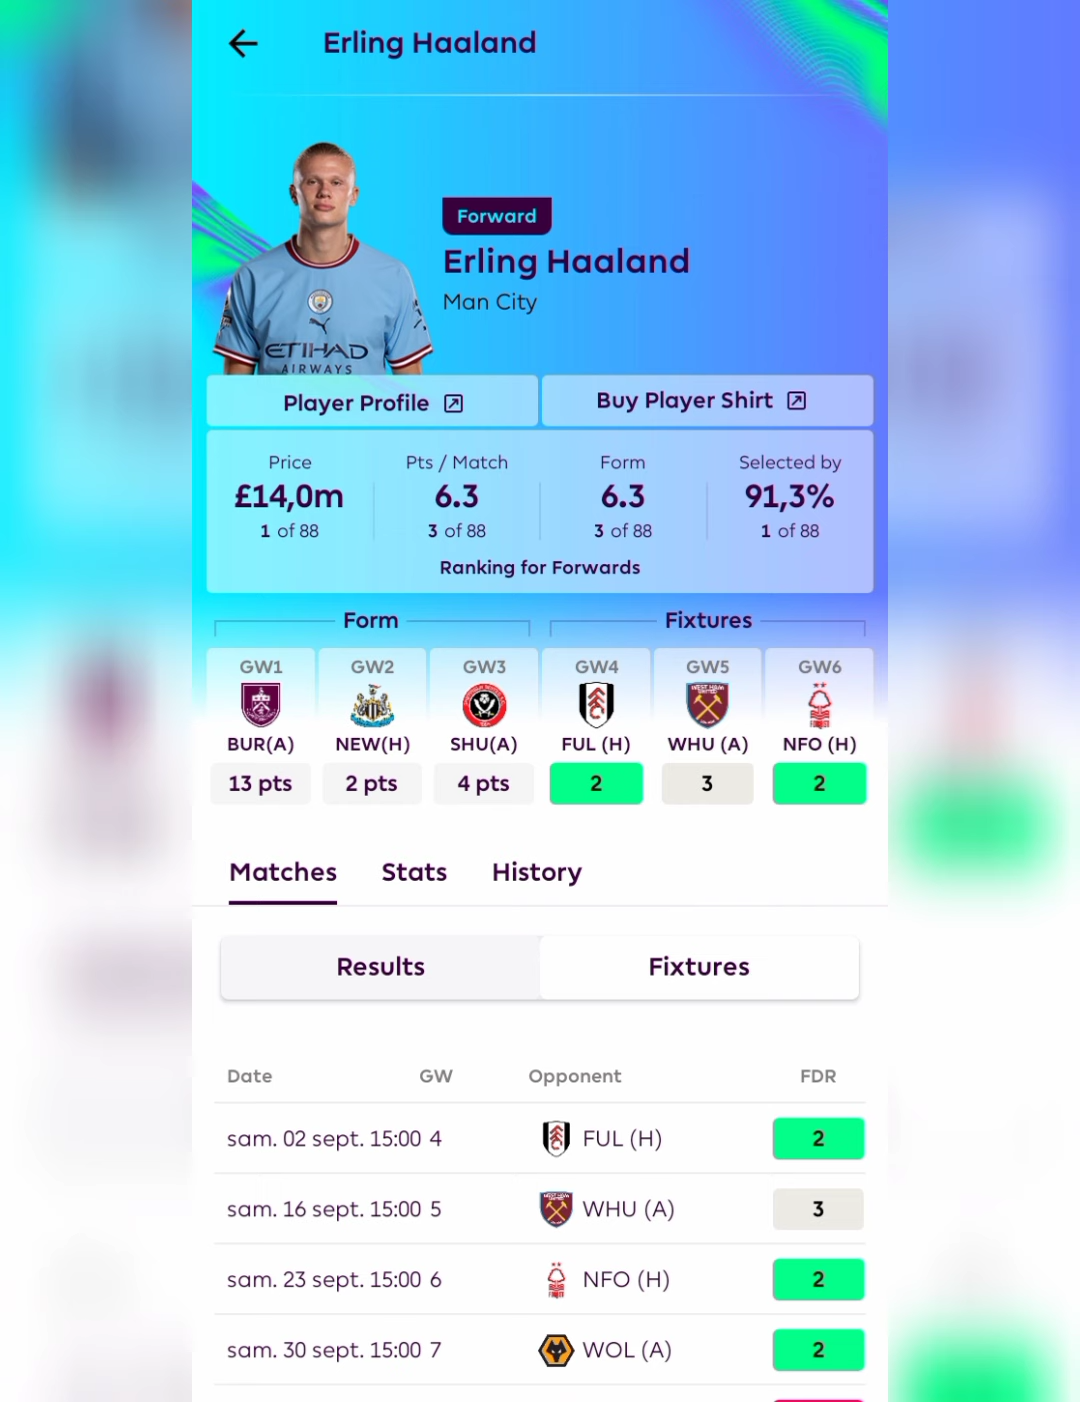 Erling Haaland
Forward
Erling Haaland
Man City
ETIHAD
AIRWAYS
Player Profile
Buy Player Shirt
Price Pts / Match Form Selected by
£14,0m 6.3 6.3 91,3%
1 of 88 3 of 88 3 of 88 1 of 88
Ranking for Forwards
Form Fixtures
GW1 GW2 GW3 GW4 GW5 GW6
BUR(A) NEW(H) SHU(A) FUL (H) WHU (A) NFO (H)
13 pts 2 pts 4 pts 2 3 2
Matches Stats History
Results Fixtures
Date GW Opponent FDR
sam. 02 sept. 15:00 4 FUL (H) 2
sam. 16 sept. 15:00 5 WHU (A) 3
sam. 23 sept. 15:00 6 NFO (H) 2
sam. 30 sept. 15:00 7 WOL (A) 2